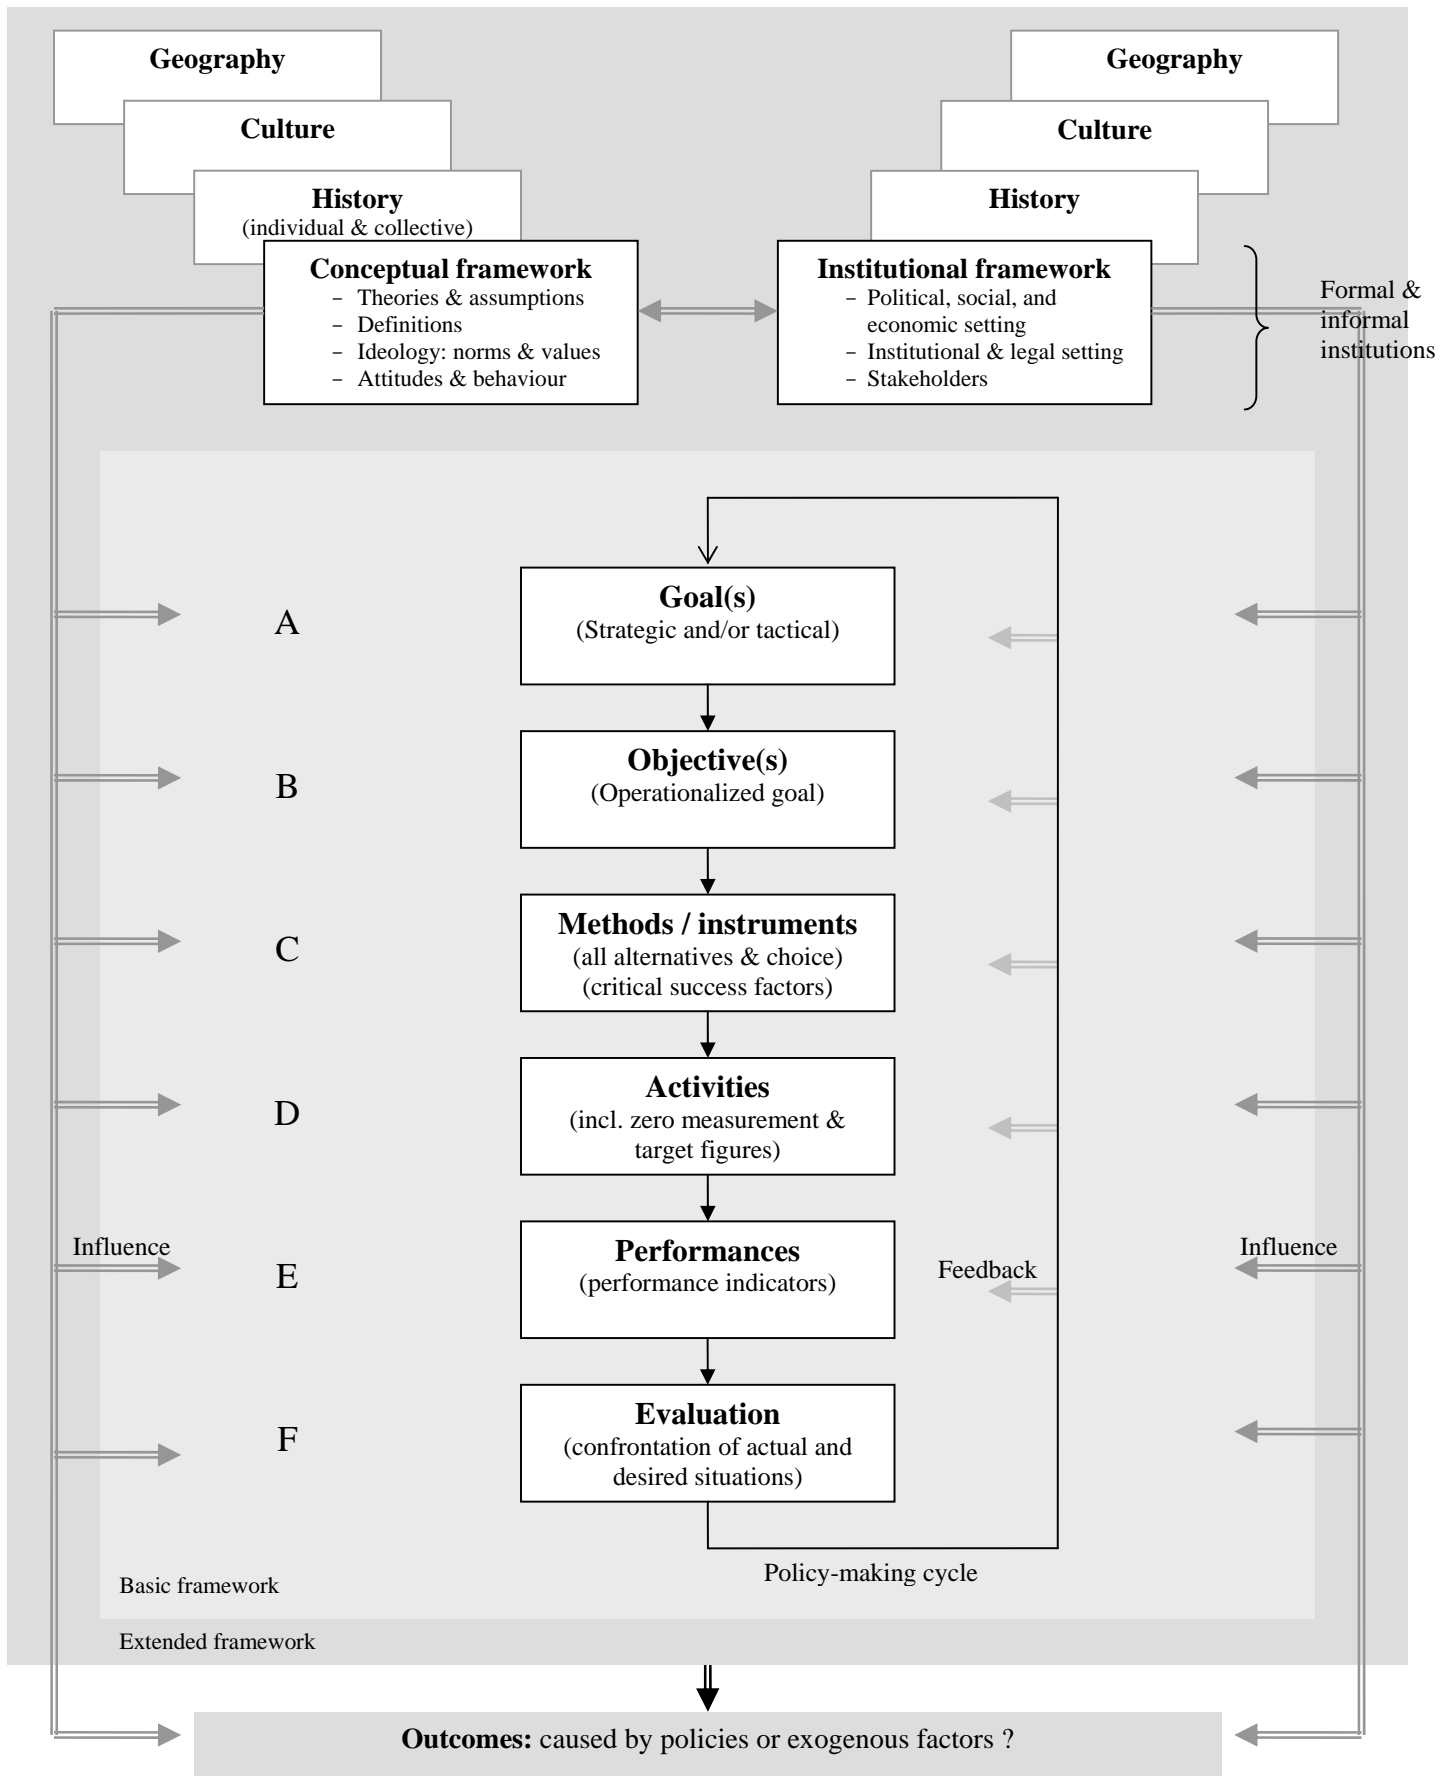 Geography
Culture
History
(individual & collective)
Conceptual framework
– Theories & assumptions
– Definitions
– Ideology: norms & values
– Attitudes & behaviour
Geography
Culture
History
Institutional framework
– Political, social, and
economic setting
– Institutional & legal setting
– Stakeholders
Formal &
informal
institutions
A
Goal(s)
(Strategic and/or tactical)
B
Objective(s)
(Operationalized goal)
C
Methods / instruments
(all alternatives & choice)
(critical success factors)
D
Activities
(incl. zero measurement &
target figures)
Influence
E
Performances
(performance indicators)
Feedback
Influence
F
Evaluation
(confrontation of actual and
desired situations)
Policy-making cycle
Basic framework
Extended framework
Outcomes: caused by policies or exogenous factors ?